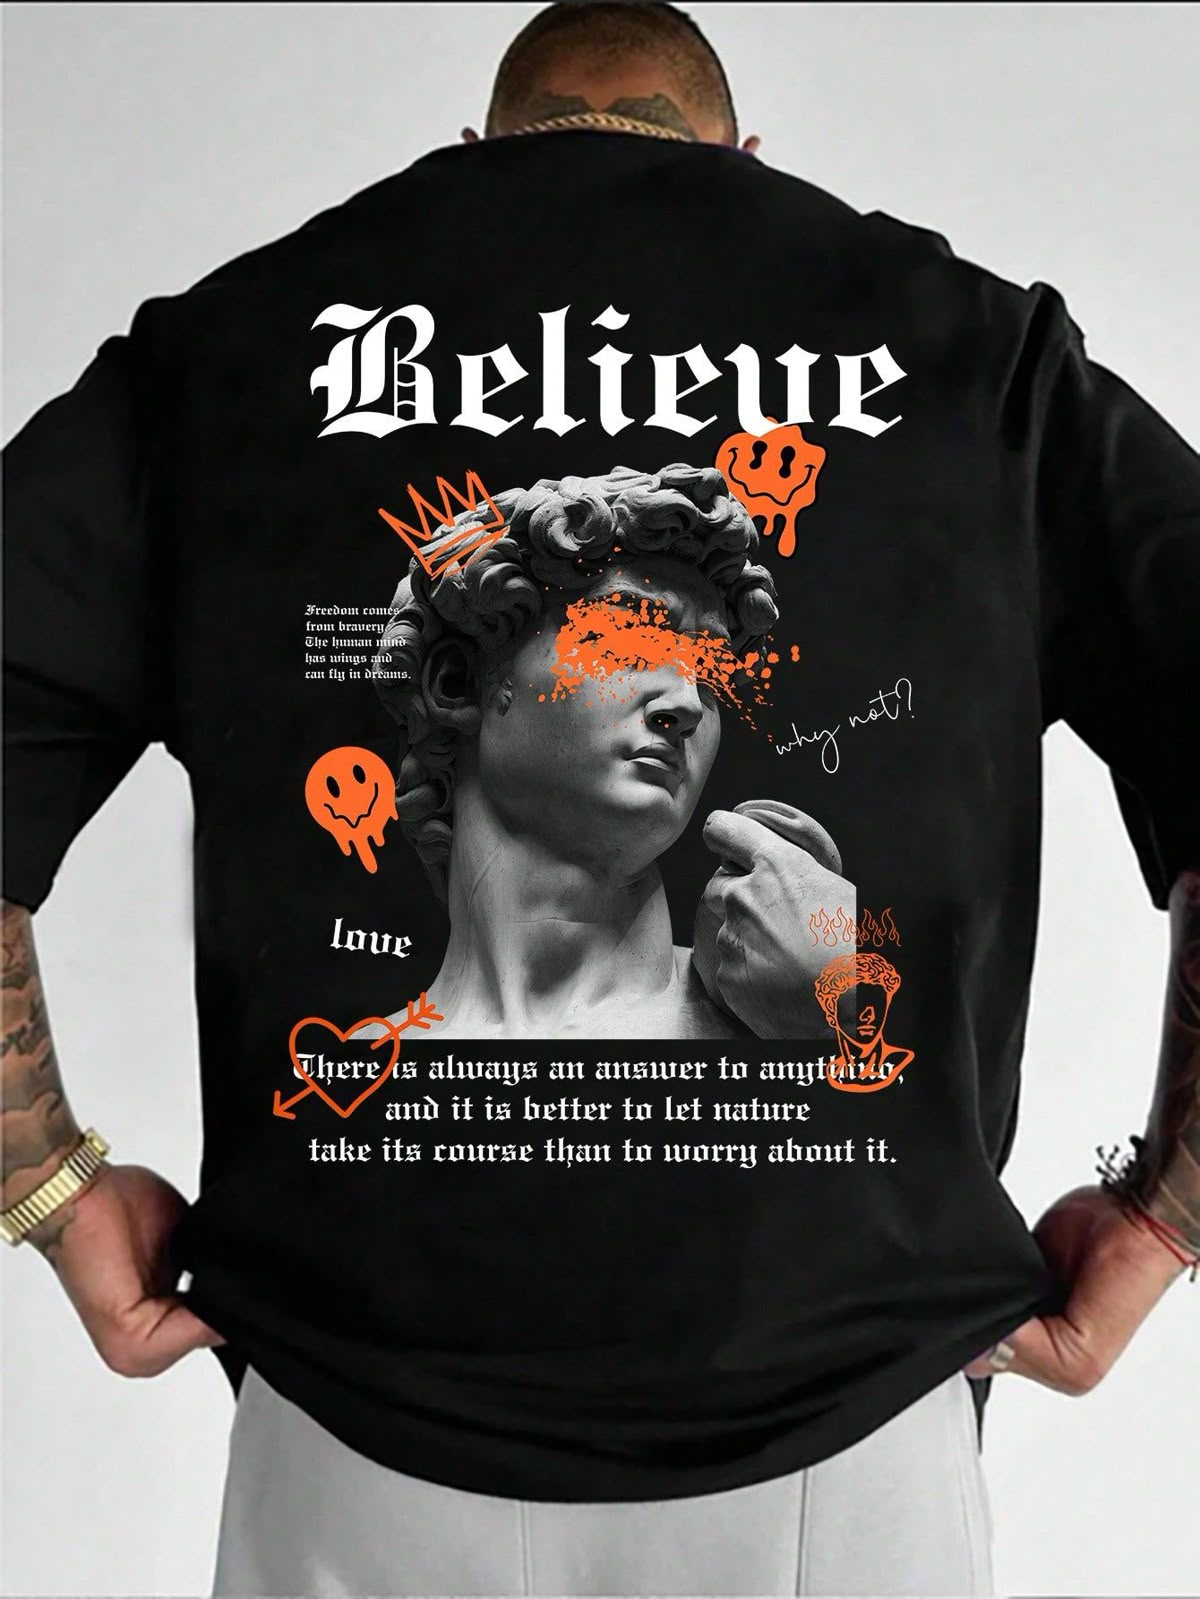 Believe
Freedom comes
from bravery.
The human mind
has wings and
can fly in dreams.
why not?
love
There is always an answer to anything,
and it is better to let nature
take its course than to worry about it.